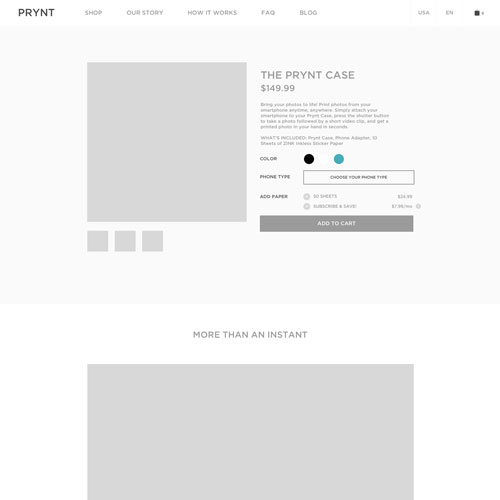 PRYNT
SHOP
OUR STORY
HOW IT WORKS
FAQ
BLOG
USA
EN
THE PRYNT CASE
$149.99
Bring your photos to life! Print photos from your
smartphone anytime, anywhere. Simply attach your
smartphone to your Prynt Case, press the shutter button
to take a photo followed by a short video clip, and get a
printed photo in your hand in seconds.
WHAT'S INCLUDED: Prynt Case, Phone Adapter, 10
Sheets of ZINK Inkless Sticker Paper
COLOR
PHONE TYPE
CHOOSE YOUR PHONE TYPE
ADD PAPER
50 SHEETS
$24.99
SUBSCRIBE & SAVE!
$7.99/mo
ADD TO CART
MORE THAN AN INSTANT